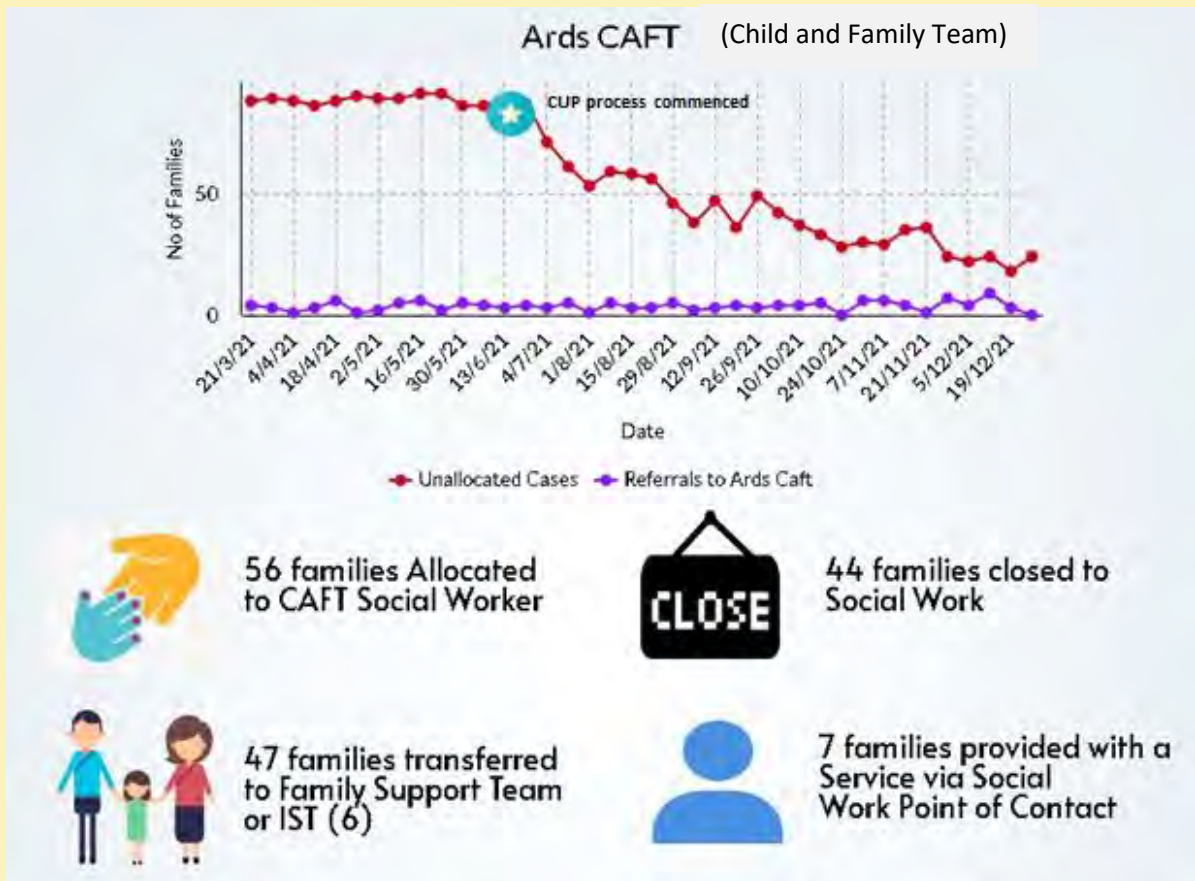 Ards CAFT (Child and Family Team)
CUP process commenced
No of Families
50
0
21/3/21
4/4/21
18/4/21
2/5/21
16/5/21
30/5/21
13/6/21
4/7/21
1/8/21
15/8/21
29/8/21
12/9/21
26/9/21
10/10/21
24/10/21
7/11/21
21/11/21
5/12/21
19/12/21
Date
Unallocated Cases
Referrals to Ards Caft
56 families Allocated
to CAFT Social Worker
CLOSE
44 families closed to
Social Work
47 families transferred
to Family Support Team
or IST (6)
7 families provided with a
Service via Social
Work Point of Contact